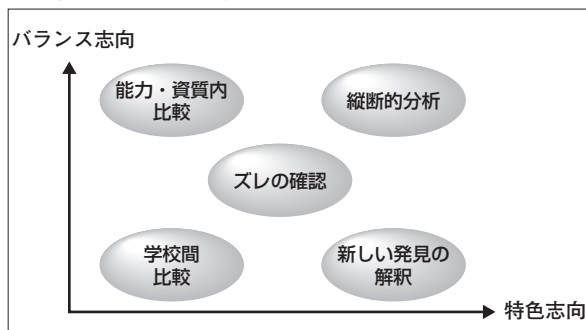 バランス志向
能力・資質内
比較
縦断的分析
ズレの確認
学校間
比較
新しい発見の
解釈
特色志向